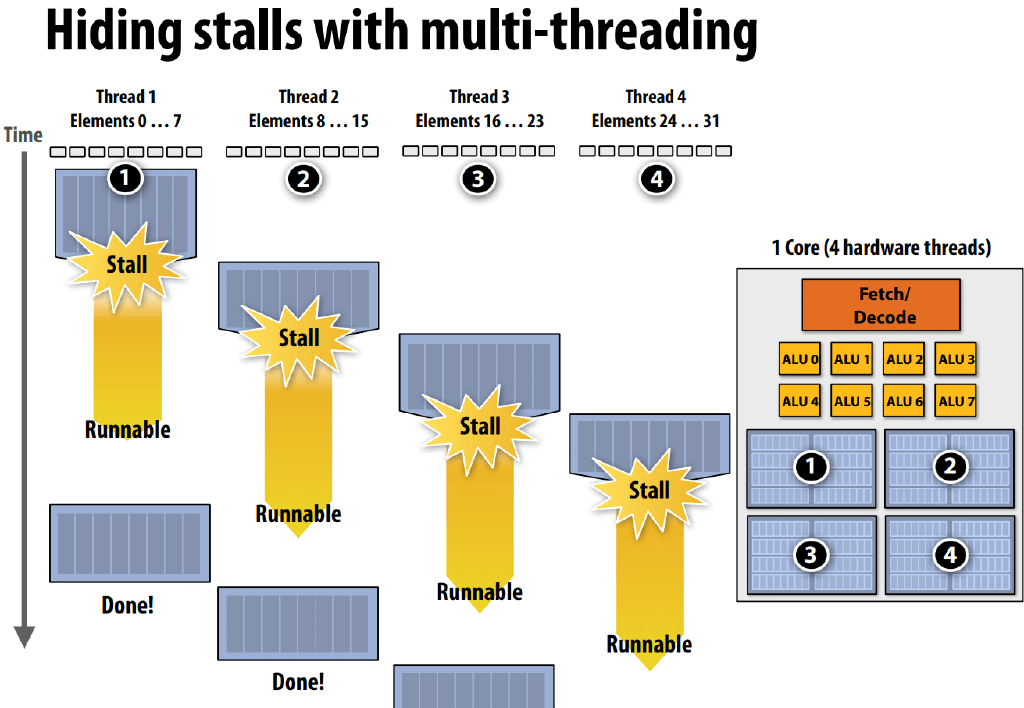 Hiding stalls with multi-threading
Time
Thread 1
Elements 0 … 7
Thread 2
Elements 8 … 15
Thread 3
Elements 16 … 23
Thread 4
Elements 24 … 31
1
2
3
4
Stall
Stall
Stall
Stall
Runnable
Runnable
Runnable
Runnable
Done!
Done!
1 Core (4 hardware threads)
Fetch/
Decode
ALU 0 ALU 1 ALU 2 ALU 3
ALU 4 ALU 5 ALU 6 ALU 7
1
2
3
4